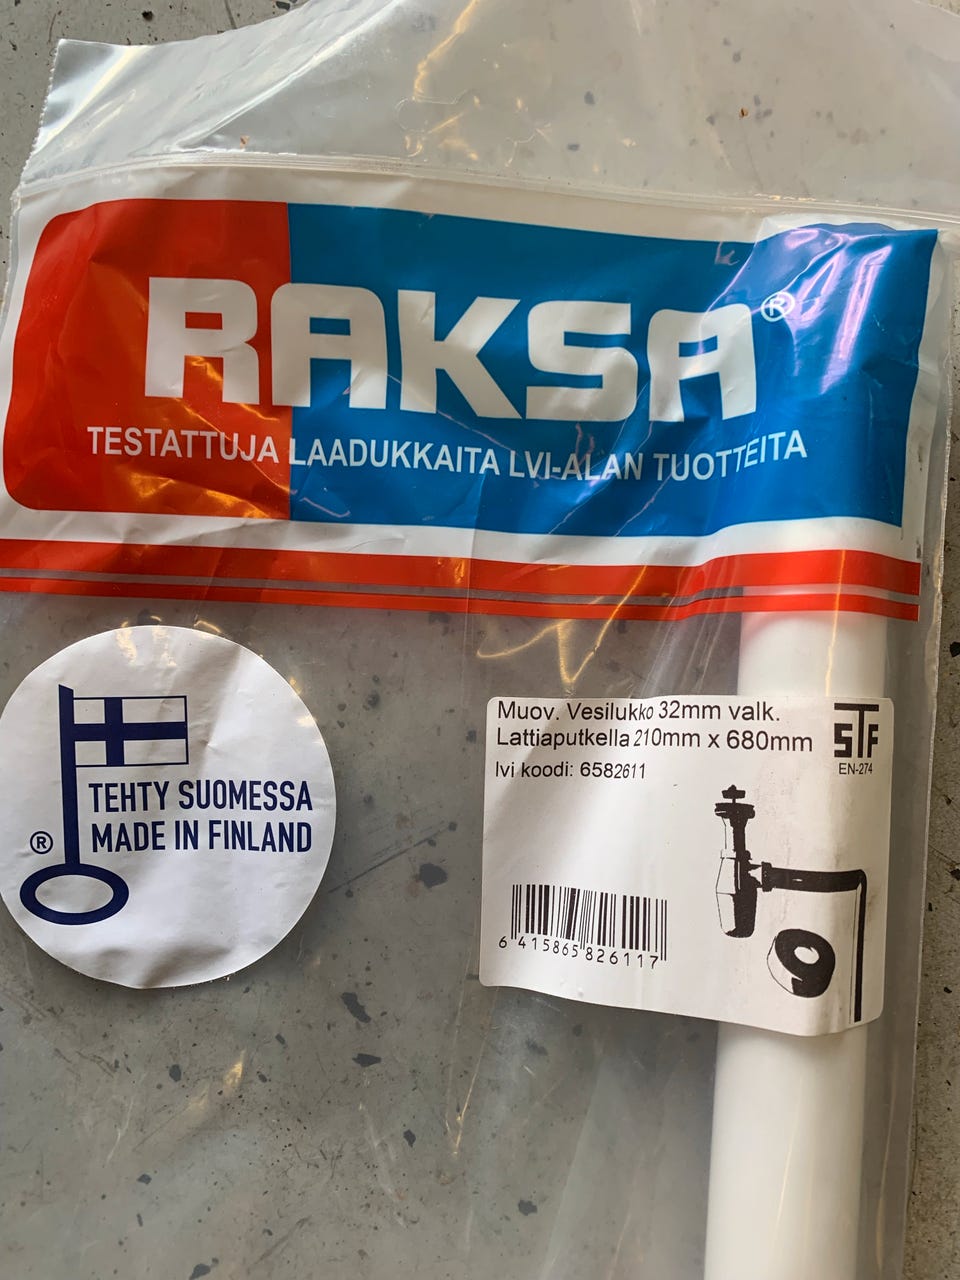 RAKSA®
TESTATTUJA LAADUKKAITA LVI-ALAN TUOTTEITA
TEHTY SUOMESSA
® MADE IN FINLAND
Muov. Vesilukko 32mm valk.
Lattiaputkella 210mm x 680mm
lvi koodi: 6582611
STF
EN-274
6 415865 826117